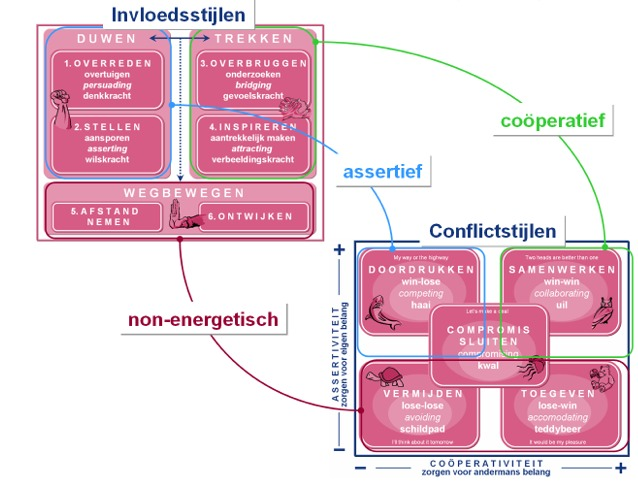 Invloedsstijlen
DUWEN
TREKKEN
1. OVERREDEN
overtuigen
persuading
denkkracht
3. OVERBRUGGEN
onderzoeken
bridging
gevoelskracht
2. STELLEN
aansporen
asserting
wilskracht
4. INSPIREREN
aantrekkelijk maken
attracting
verbeeldingskracht
WEGBEWEGEN
5. AFSTAND
NEMEN
6. ONTWIJKEN
coöperatief
assertief
non-energetisch
Conflictstijlen
+
My way or the highway
DOORDRUKKEN
win-lose
competing
haai
Two heads are better than one
SAMENWERKEN
win-win
collaborating
uil
Let's make a deal
COMPROMIS
SLUITEN
compromising
kwal
VERMIJDEN
lose-lose
avoiding
schildpad
I'll think about it tomorrow
TOEGEVEN
lose-win
accomodating
teddybeer
It would be my pleasure
ASSERTIVITEIT
zorgen voor eigen belang
–
– COÖPERATIVITEIT +
zorgen voor andermans belang